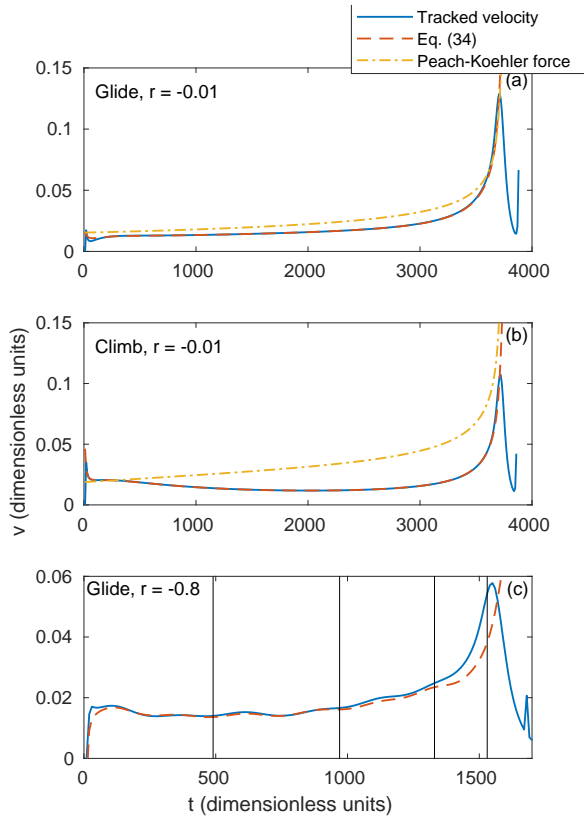 Tracked velocity
Eq. (34)
Peach-Koehler force
(a)
Glide, r = -0.01
0.15
0.1
0.05
0
0 1000 2000 3000 4000
(b)
Climb, r = -0.01
0.15
0.1
0.05
0
0 1000 2000 3000 4000
v (dimensionless units)
(c)
Glide, r = -0.8
0.06
0.04
0.02
0
0 500 1000 1500
t (dimensionless units)